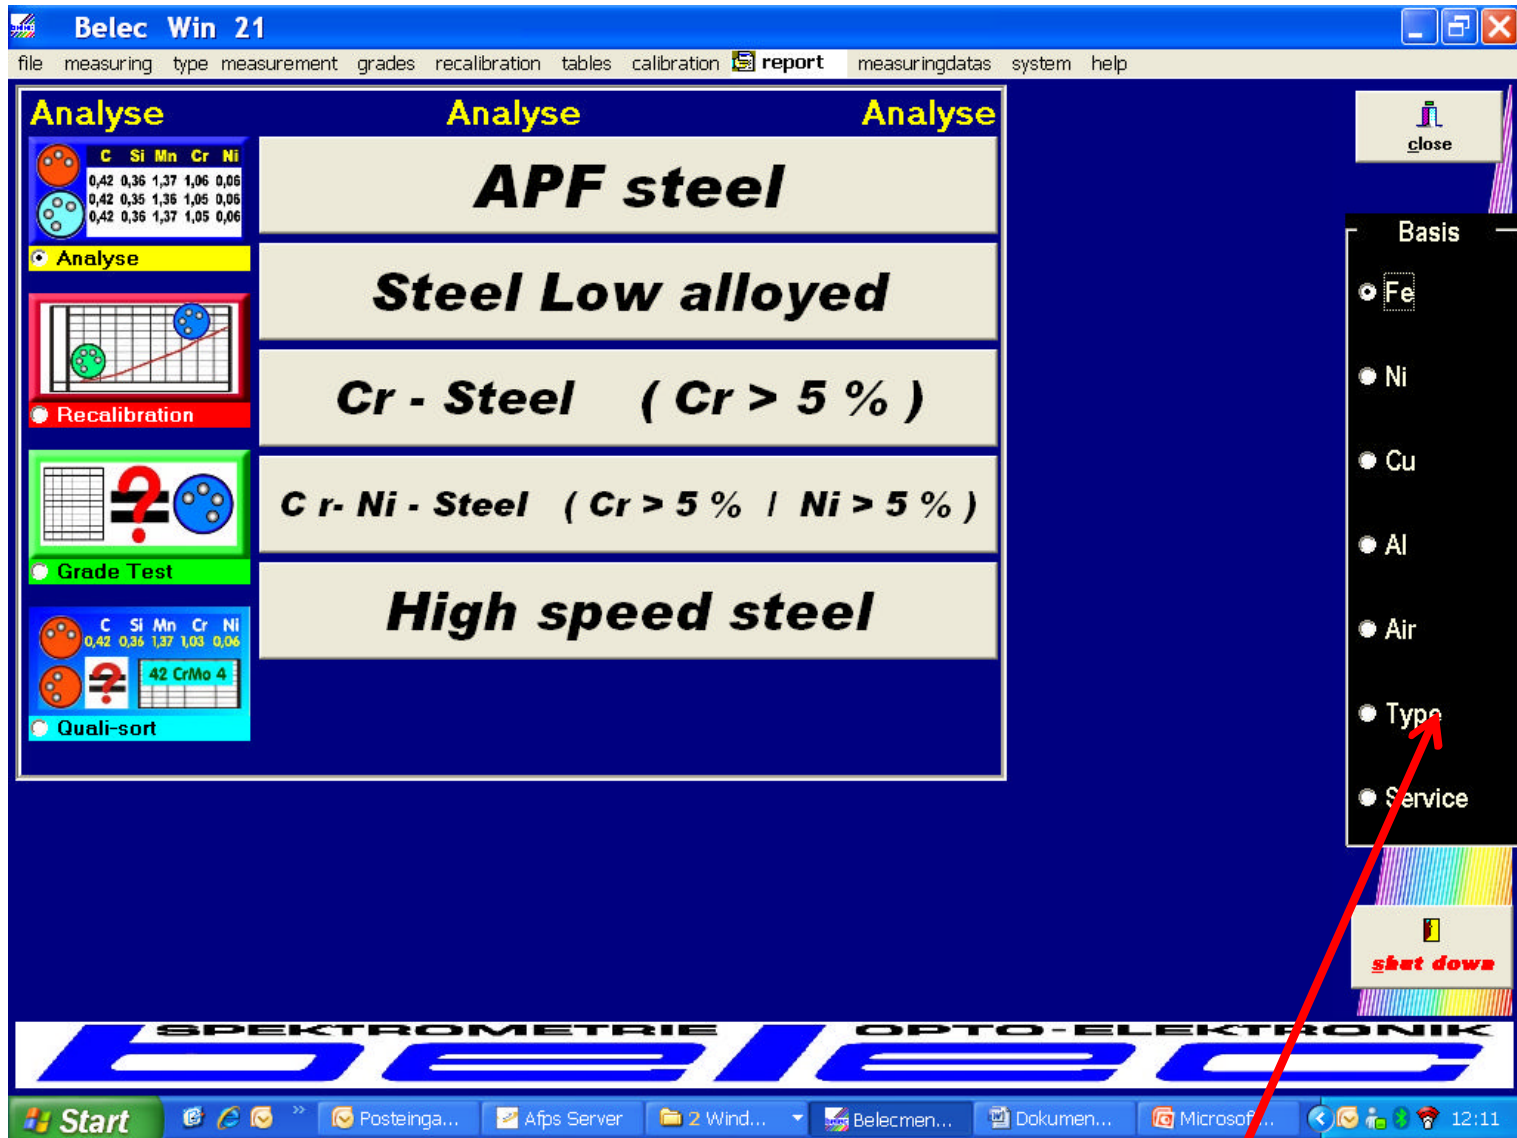 Belec Win 21
file measuring type measurement grades recalibration tables calibration report measuringdatas system help
Analyse Analyse Analyse
C Si Mn Cr Ni
0,42 0,36 1,37 1,06 0,06
0,42 0,35 1,36 1,05 0,06
0,42 0,36 1,37 1,05 0,06
Analyse
Recalibration
Grade Test
C Si Mn Cr Ni
0,42 0,36 1,37 1,03 0,06
42 CrMo 4
Quali-sort
APF steel
Steel Low alloyed
Cr - Steel ( Cr > 5 % )
C r- Ni - Steel ( Cr > 5 % / Ni > 5 % )
High speed steel
close
Basis
Fe
Ni
Cu
Al
Air
Type
Service
shut down
SPEKTROMETRIE OPTO-ELEKTRONIK
belec
Start Posteinga... Afps Server 2 Wind... Belecmen... Dokumen... Microsof... 12:11